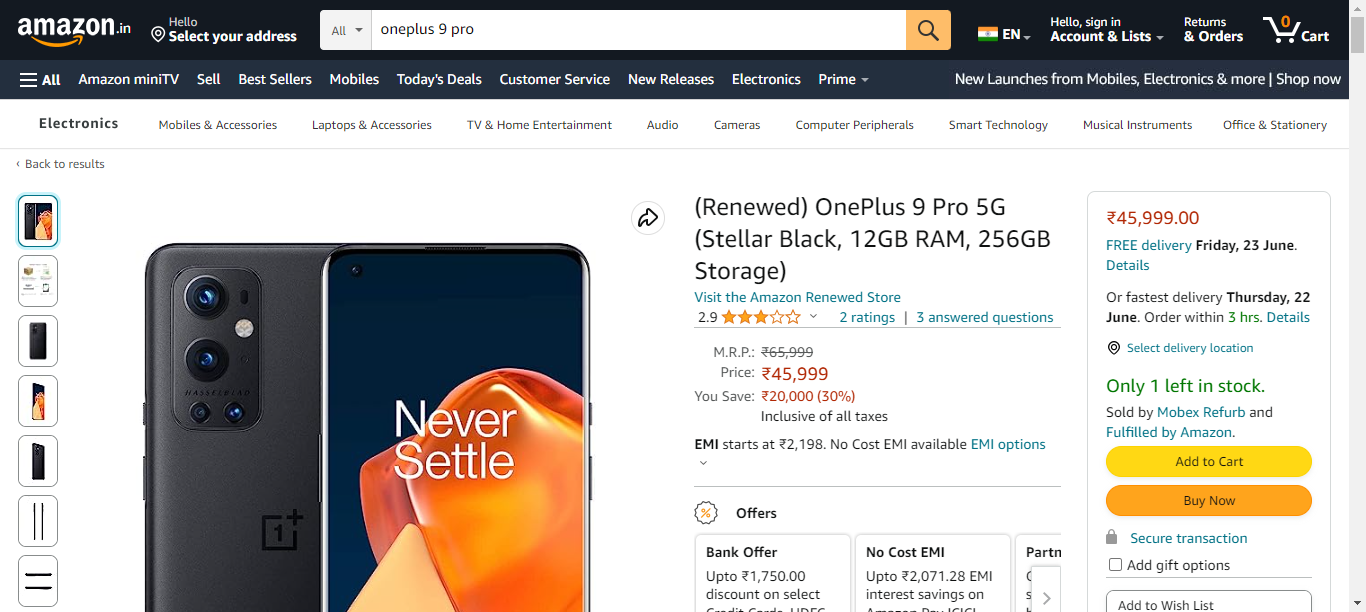 amazon.in
Hello
Select your address
All
oneplus 9 pro
EN
Hello, sign in
Account & Lists
Returns
& Orders
0
Cart
All
Amazon miniTV
Sell
Best Sellers
Mobiles
Today's Deals
Customer Service
New Releases
Electronics
Prime
New Launches from Mobiles, Electronics & more | Shop now
Electronics
Mobiles & Accessories
Laptops & Accessories
TV & Home Entertainment
Audio
Cameras
Computer Peripherals
Smart Technology
Musical Instruments
Office & Stationery
‹ Back to results
HASSELBLAD
Never
Settle
1+
(Renewed) OnePlus 9 Pro 5G
(Stellar Black, 12GB RAM, 256GB
Storage)
Visit the Amazon Renewed Store
2.9
2 ratings | 3 answered questions
M.R.P.: ₹65,999
Price: ₹45,999
You Save: ₹20,000 (30%)
Inclusive of all taxes
EMI starts at ₹2,198. No Cost EMI available EMI options
Offers
Bank Offer
Upto ₹1,750.00
discount on select
Credit Cards, HDFC
No Cost EMI
Upto ₹2,071.28 EMI
interest savings on
Amazon Pay ICICI
Partn
₹45,999.00
FREE delivery Friday, 23 June.
Details
Or fastest delivery Thursday, 22
June. Order within 3 hrs. Details
Select delivery location
Only 1 left in stock.
Sold by Mobex Refurb and
Fulfilled by Amazon.
Add to Cart
Buy Now
Secure transaction
Add gift options
Add to Wish List